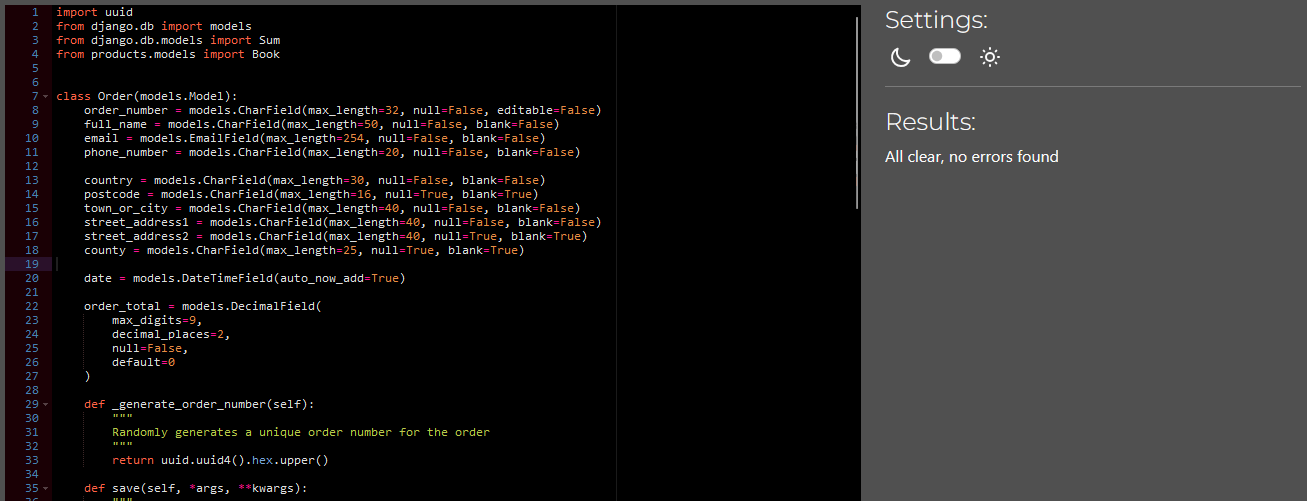 1 import uuid
2 from django.db import models
3 from django.db.models import Sum
4 from products.models import Book
5
6
7 class Order(models.Model):
8 order_number = models.CharField(max_length=32, null=False, editable=False)
9 full_name = models.CharField(max_length=50, null=False, blank=False)
10 email = models.EmailField(max_length=254, null=False, blank=False)
11 phone_number = models.CharField(max_length=20, null=False, blank=False)
12
13 country = models.CharField(max_length=30, null=False, blank=False)
14 postcode = models.CharField(max_length=16, null=True, blank=True)
15 town_or_city = models.CharField(max_length=40, null=False, blank=False)
16 street_address1 = models.CharField(max_length=40, null=False, blank=False)
17 street_address2 = models.CharField(max_length=40, null=True, blank=True)
18 county = models.CharField(max_length=25, null=True, blank=True)
19
20 date = models.DateTimeField(auto_now_add=True)
21
22 order_total = models.DecimalField(
23 max_digits=9,
24 decimal_places=2,
25 null=False,
26 default=0
27 )
28
29 def _generate_order_number(self):
30 """
31 Randomly generates a unique order number for the order
32 """
33 return uuid.uuid4().hex.upper()
34
35 def save(self, *args, **kwargs):
36 """
Settings:
Results:
All clear, no errors found